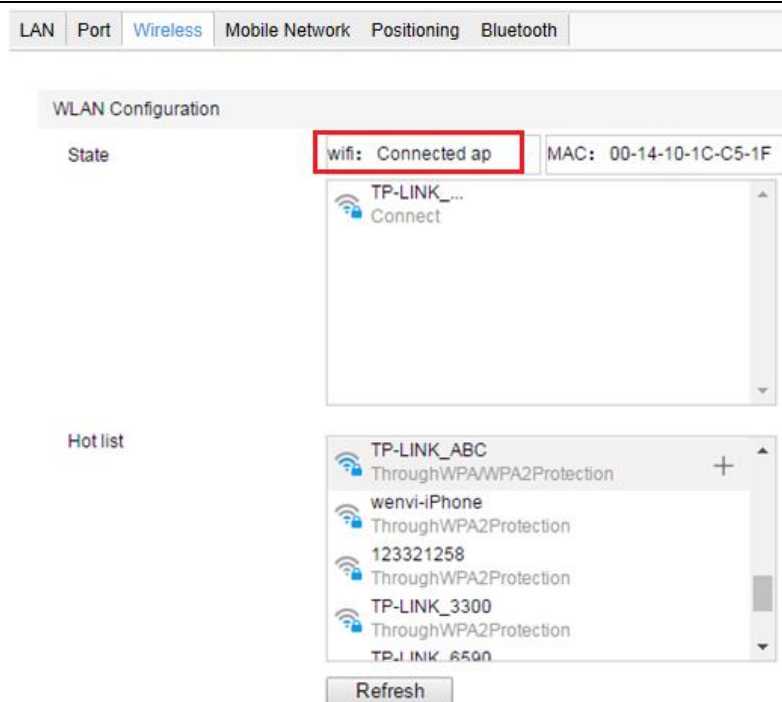 LAN Port Wireless Mobile Network Positioning Bluetooth
WLAN Configuration
State wifi： Connected ap MAC： 00-14-10-1C-C5-1F
TP-LINK_...
Connect
Hot list
TP-LINK_ABC
ThroughWPA/WPA2Protection
wenvi-iPhone
ThroughWPA2Protection
123321258
ThroughWPA2Protection
TP-LINK_3300
ThroughWPA2Protection
TP-LINK_6590
Refresh